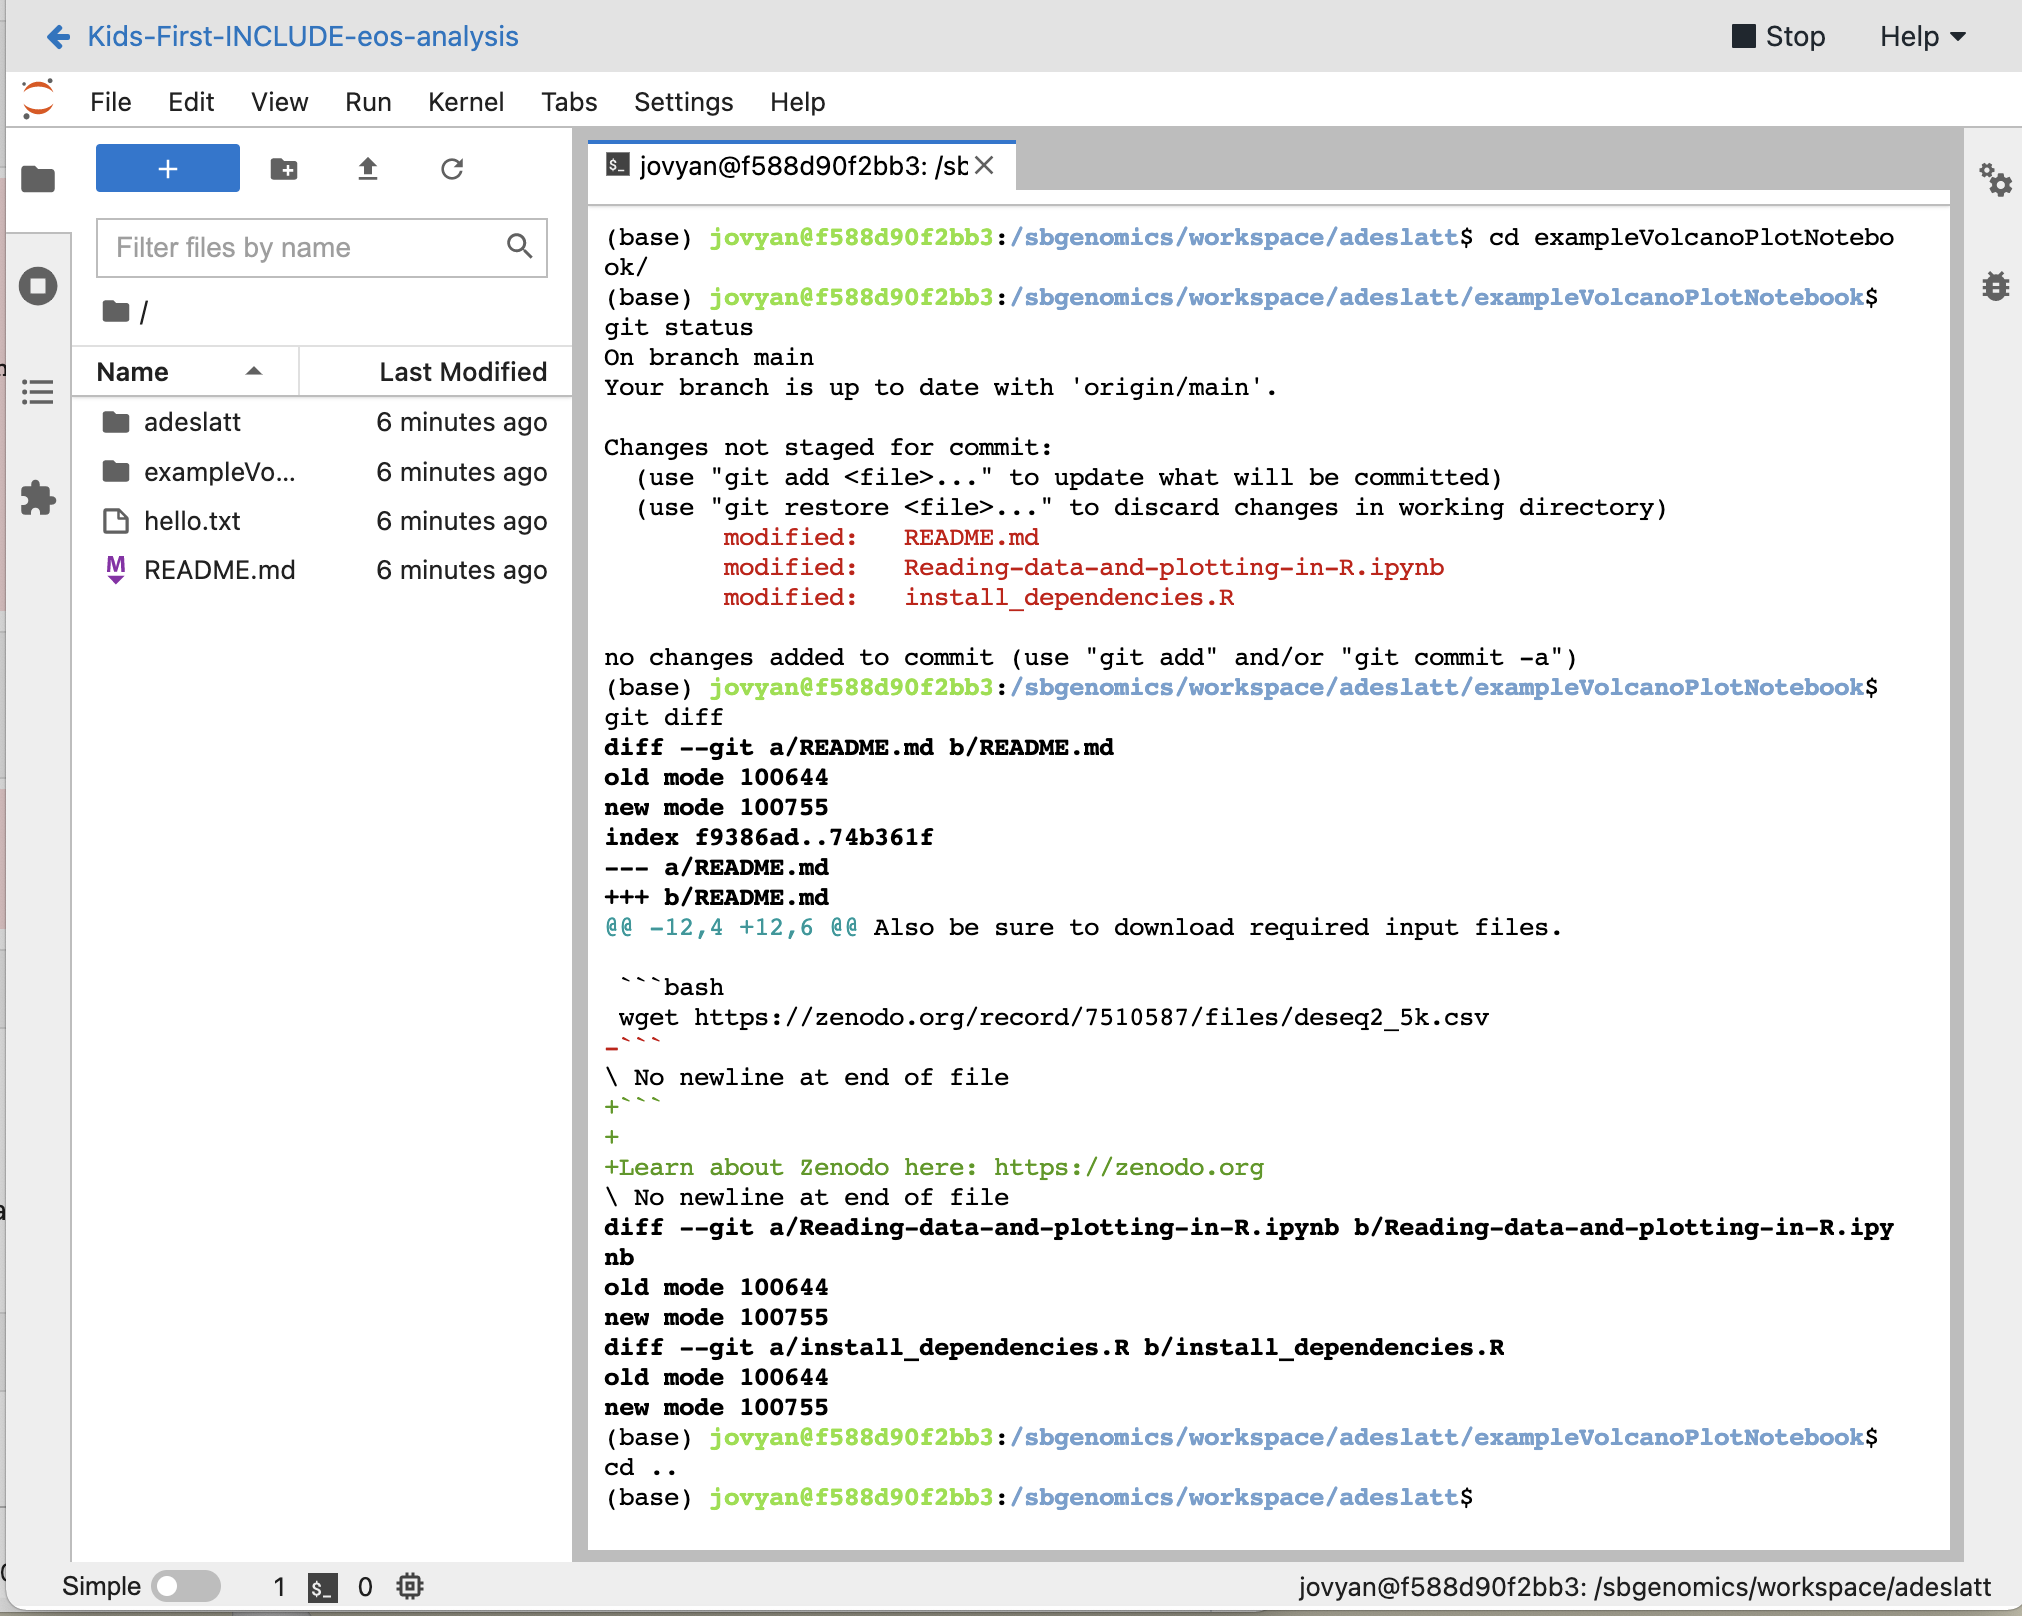 Kids-First-INCLUDE-eos-analysis
Stop
Help
File Edit View Run Kernel Tabs Settings Help
+
jovyan@f588d90f2bb3: /sb
Filter files by name
/
Name Last Modified
adeslatt 6 minutes ago
exampleVo... 6 minutes ago
hello.txt 6 minutes ago
README.md 6 minutes ago
(base) jovyan@f588d90f2bb3:/sbgenomics/workspace/adeslatt$ cd exampleVolcanoPlotNotebo
ok/
(base) jovyan@f588d90f2bb3:/sbgenomics/workspace/adeslatt/exampleVolcanoPlotNotebook$
git status
On branch main
Your branch is up to date with 'origin/main'.
Changes not staged for commit:
  (use "git add <file>..." to update what will be committed)
  (use "git restore <file>..." to discard changes in working directory)
        modified:   README.md
        modified:   Reading-data-and-plotting-in-R.ipynb
        modified:   install_dependencies.R
no changes added to commit (use "git add" and/or "git commit -a")
(base) jovyan@f588d90f2bb3:/sbgenomics/workspace/adeslatt/exampleVolcanoPlotNotebook$
git diff
diff --git a/README.md b/README.md
old mode 100644
new mode 100755
index f9386ad..74b361f
--- a/README.md
+++ b/README.md
@@ -12,4 +12,6 @@ Also be sure to download required input files.
 ```bash
 wget https://zenodo.org/record/7510587/files/deseq2_5k.csv
-```
\ No newline at end of file
+```
+
+Learn about Zenodo here: https://zenodo.org
\ No newline at end of file
diff --git a/Reading-data-and-plotting-in-R.ipynb b/Reading-data-and-plotting-in-R.ipy
nb
old mode 100644
new mode 100755
diff --git a/install_dependencies.R b/install_dependencies.R
old mode 100644
new mode 100755
(base) jovyan@f588d90f2bb3:/sbgenomics/workspace/adeslatt/exampleVolcanoPlotNotebook$
cd ..
(base) jovyan@f588d90f2bb3:/sbgenomics/workspace/adeslatt$
Simple 1 $_ 0
jovyan@f588d90f2bb3: /sbgenomics/workspace/adeslatt